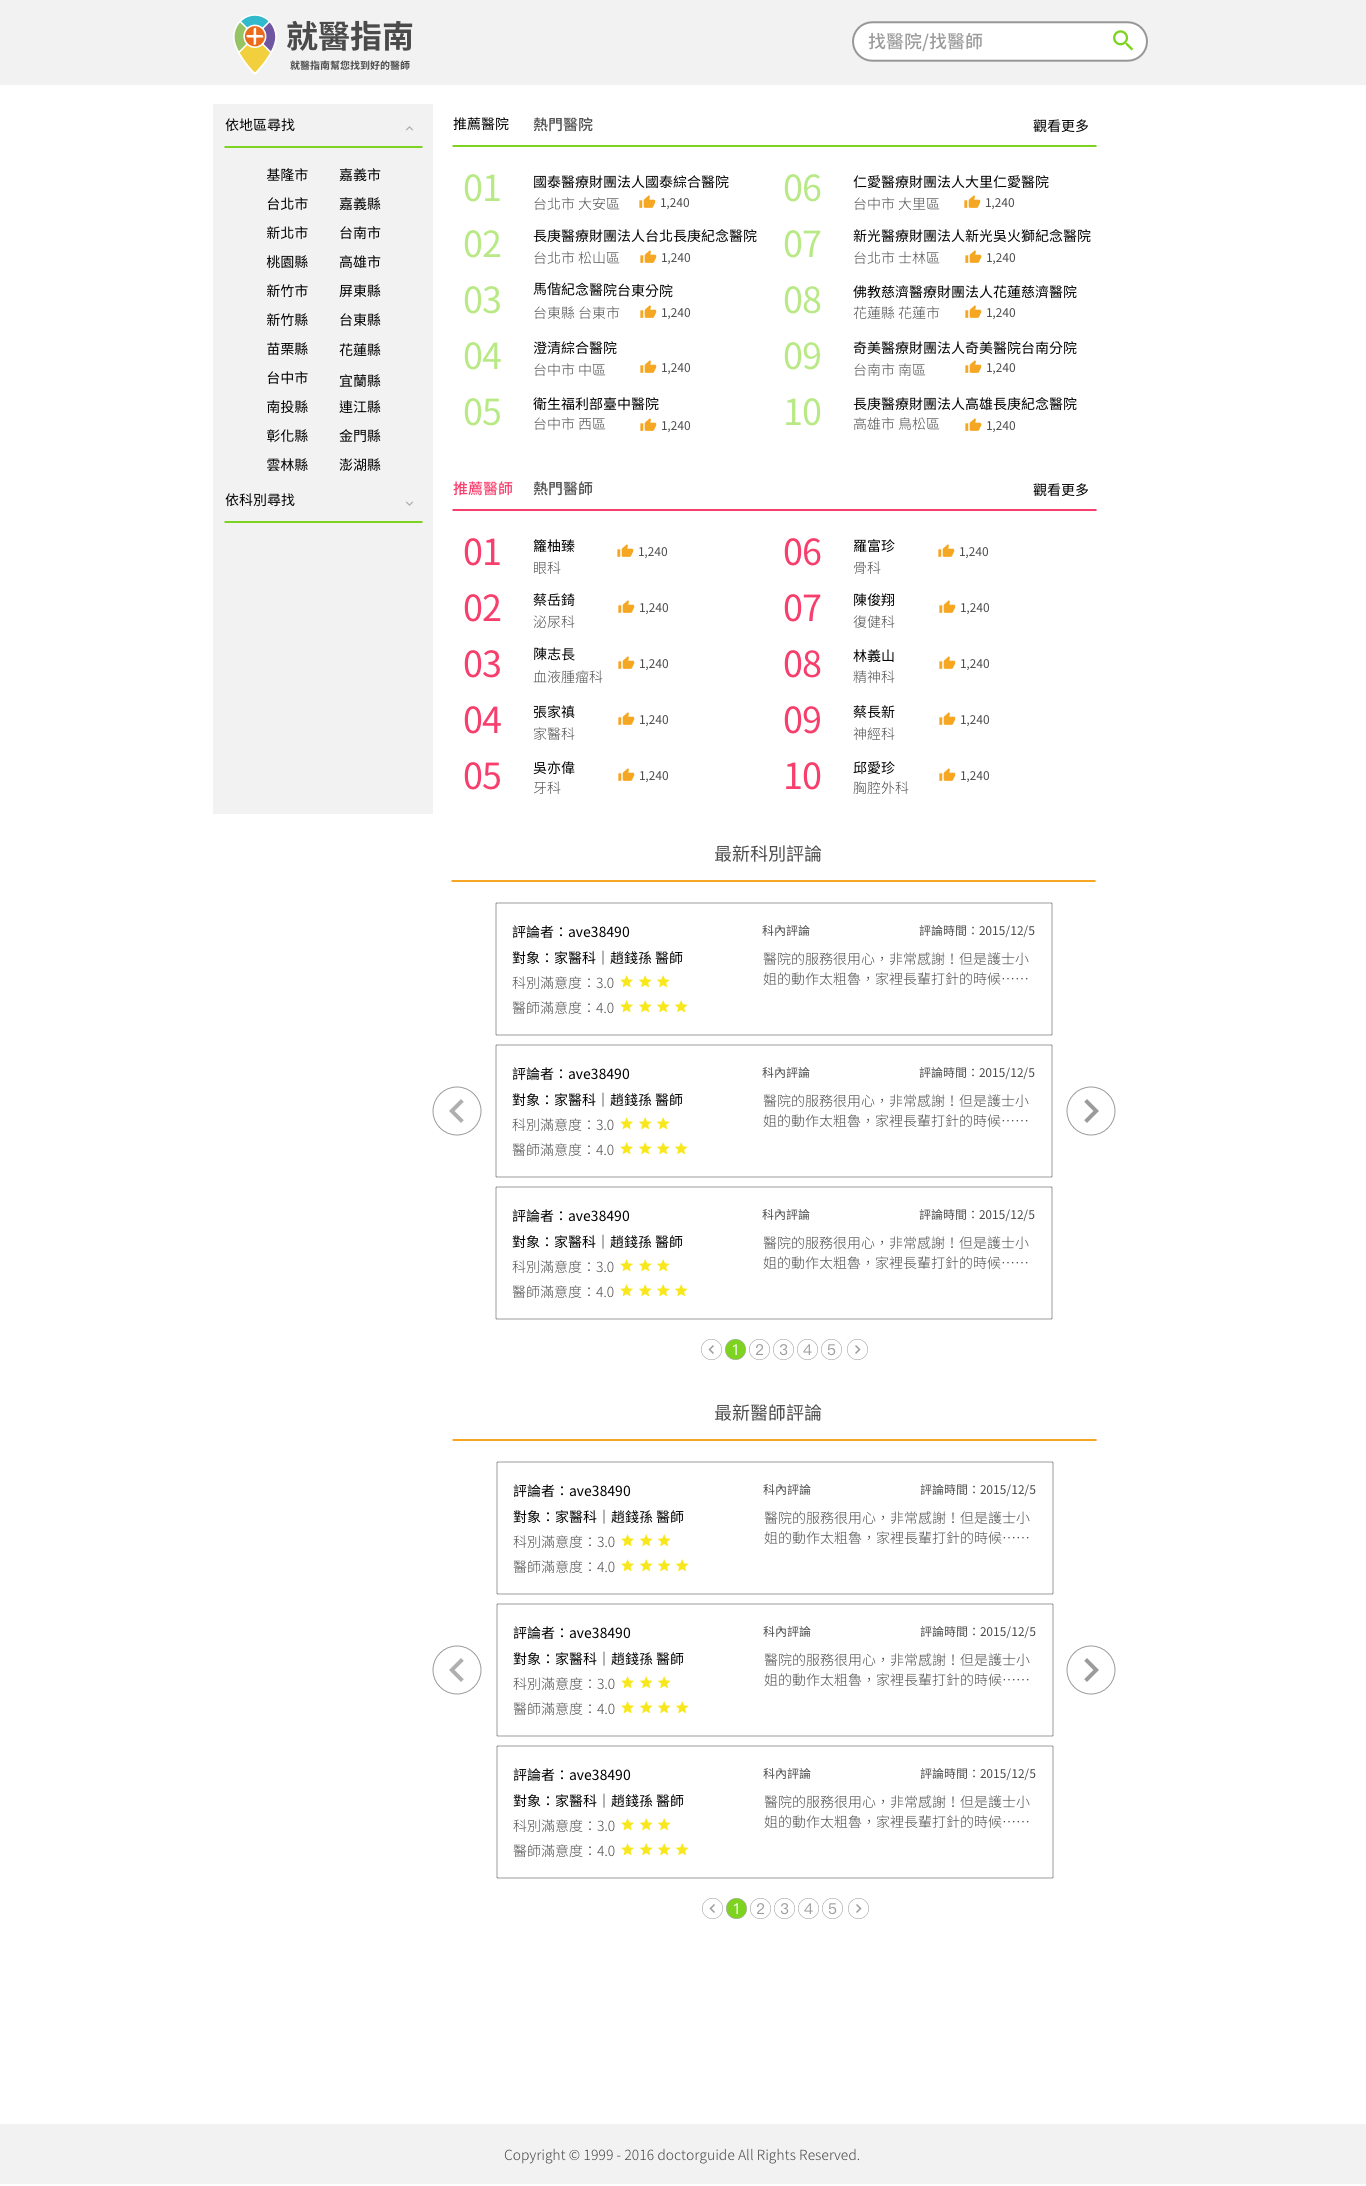 就醫指南
就醫指南幫您找到好的醫師
找醫院/找醫師
依地區尋找
基隆市 嘉義市
台北市 嘉義縣
新北市 台南市
桃園縣 高雄市
新竹市 屏東縣
新竹縣 台東縣
苗栗縣 花蓮縣
台中市 宜蘭縣
南投縣 連江縣
彰化縣 金門縣
雲林縣 澎湖縣
依科別尋找
推薦醫院 熱門醫院 觀看更多
01 國泰醫療財團法人國泰綜合醫院
台北市 大安區 1,240
02 長庚醫療財團法人台北長庚紀念醫院
台北市 松山區 1,240
03 馬偕紀念醫院台東分院
台東縣 台東市 1,240
04 澄清綜合醫院
台中市 中區 1,240
05 衛生福利部臺中醫院
台中市 西區 1,240
06 仁愛醫療財團法人大里仁愛醫院
台中市 大里區 1,240
07 新光醫療財團法人新光吳火獅紀念醫院
台北市 士林區 1,240
08 佛教慈濟醫療財團法人花蓮慈濟醫院
花蓮縣 花蓮市 1,240
09 奇美醫療財團法人奇美醫院台南分院
台南市 南區 1,240
10 長庚醫療財團法人高雄長庚紀念醫院
高雄市 鳥松區 1,240
推薦醫師 熱門醫師 觀看更多
01 籮柚臻 1,240
眼科
02 蔡岳錡 1,240
泌尿科
03 陳志長 1,240
血液腫瘤科
04 張家禛 1,240
家醫科
05 吳亦偉 1,240
牙科
06 羅富珍 1,240
骨科
07 陳俊翔 1,240
復健科
08 林義山 1,240
精神科
09 蔡長新 1,240
神經科
10 邱愛珍 1,240
胸腔外科
最新科別評論
評論者：ave38490
對象：家醫科｜趙錢孫 醫師
科別滿意度：3.0
醫師滿意度：4.0
科內評論 評論時間：2015/12/5
醫院的服務很用心，非常感謝！但是護士小
姐的動作太粗魯，家裡長輩打針的時候⋯⋯
評論者：ave38490
對象：家醫科｜趙錢孫 醫師
科別滿意度：3.0
醫師滿意度：4.0
科內評論 評論時間：2015/12/5
醫院的服務很用心，非常感謝！但是護士小
姐的動作太粗魯，家裡長輩打針的時候⋯⋯
評論者：ave38490
對象：家醫科｜趙錢孫 醫師
科別滿意度：3.0
醫師滿意度：4.0
科內評論 評論時間：2015/12/5
醫院的服務很用心，非常感謝！但是護士小
姐的動作太粗魯，家裡長輩打針的時候⋯⋯
1 2 3 4 5
最新醫師評論
評論者：ave38490
對象：家醫科｜趙錢孫 醫師
科別滿意度：3.0
醫師滿意度：4.0
科內評論 評論時間：2015/12/5
醫院的服務很用心，非常感謝！但是護士小
姐的動作太粗魯，家裡長輩打針的時候⋯⋯
評論者：ave38490
對象：家醫科｜趙錢孫 醫師
科別滿意度：3.0
醫師滿意度：4.0
科內評論 評論時間：2015/12/5
醫院的服務很用心，非常感謝！但是護士小
姐的動作太粗魯，家裡長輩打針的時候⋯⋯
評論者：ave38490
對象：家醫科｜趙錢孫 醫師
科別滿意度：3.0
醫師滿意度：4.0
科內評論 評論時間：2015/12/5
醫院的服務很用心，非常感謝！但是護士小
姐的動作太粗魯，家裡長輩打針的時候⋯⋯
1 2 3 4 5
Copyright © 1999 - 2016 doctorguide All Rights Reserved.